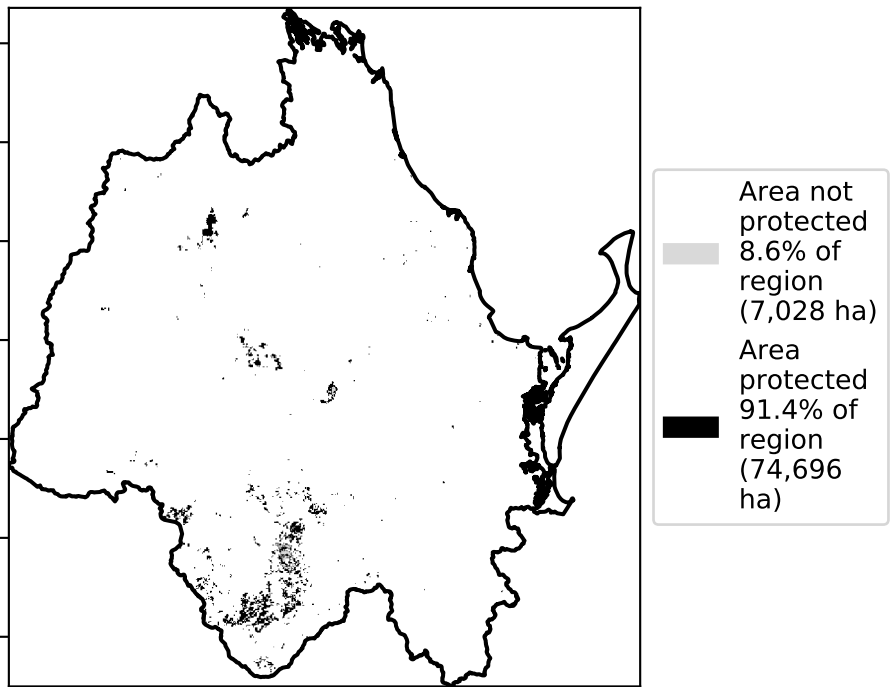 Area not
protected
8.6% of
region
(7,028 ha)
Area
protected
91.4% of
region
(74,696
ha)